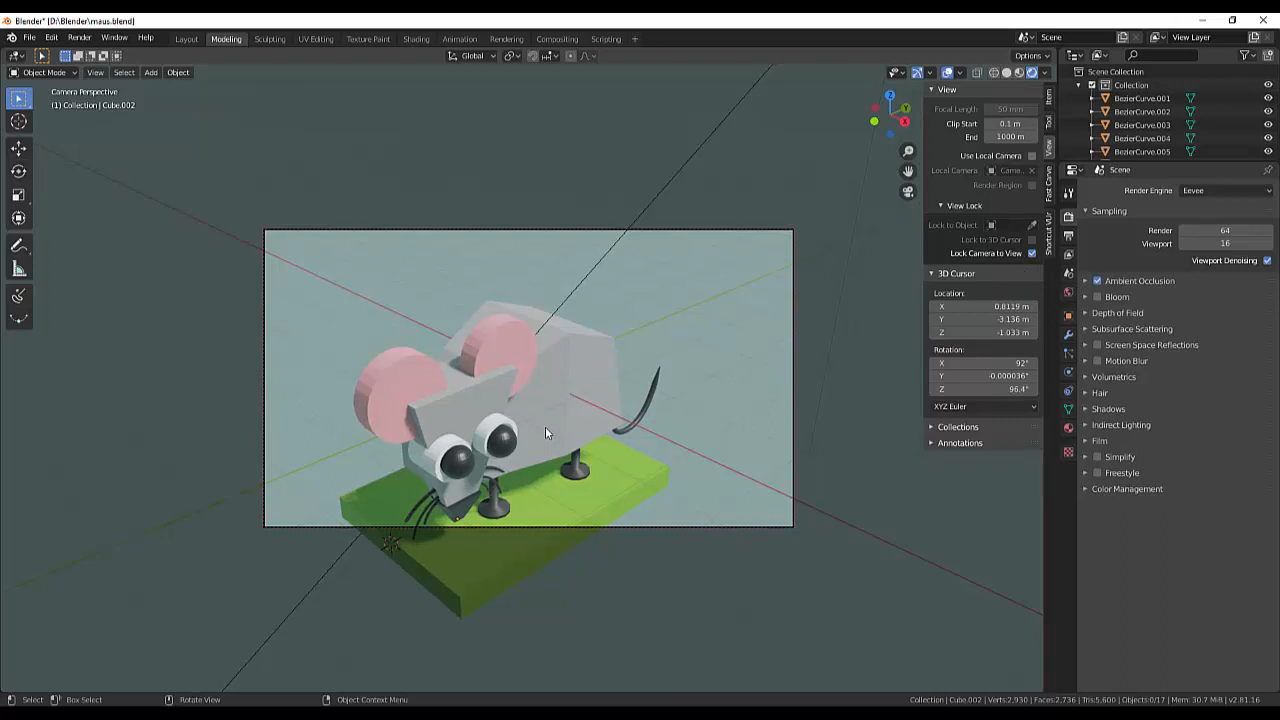 Blender* [D:\Blender\maus.blend]
File Edit Render Window Help
Layout Modeling Sculpting UV Editing Texture Paint Shading Animation Rendering Compositing Scripting +
Scene View Layer
Global Options
Object Mode View Select Add Object
Camera Perspective
(1) Collection | Cube.002
Z
Y
X
View
Focal Length 50 mm
Clip Start 0.1 m
End 1000 m
Use Local Camera
Local Camera Came..
Render Region
View Lock
Lock to Object
Lock to 3D Cursor
Lock Camera to View
3D Cursor
Location:
X 0.8119 m
Y -3.136 m
Z -1.033 m
Rotation:
X 92°
Y -0.000036°
Z 96.4°
XYZ Euler
Collections
Annotations
Item
Tool
View
Fast Carve
Shortcut VUr
Scene Collection
Collection
BezierCurve.001
BezierCurve.002
BezierCurve.003
BezierCurve.004
BezierCurve.005
Scene
Render Engine Eevee
Sampling
Render 64
Viewport 16
Viewport Denoising
Ambient Occlusion
Bloom
Depth of Field
Subsurface Scattering
Screen Space Reflections
Motion Blur
Volumetrics
Hair
Shadows
Indirect Lighting
Film
Simplify
Freestyle
Color Management
Select Box Select Rotate View Object Context Menu
Collection | Cube.002 | Verts:2,930 | Faces:2,736 | Tris:5,600 | Objects:0/17 | Mem: 30.7 MiB | v2.81.16